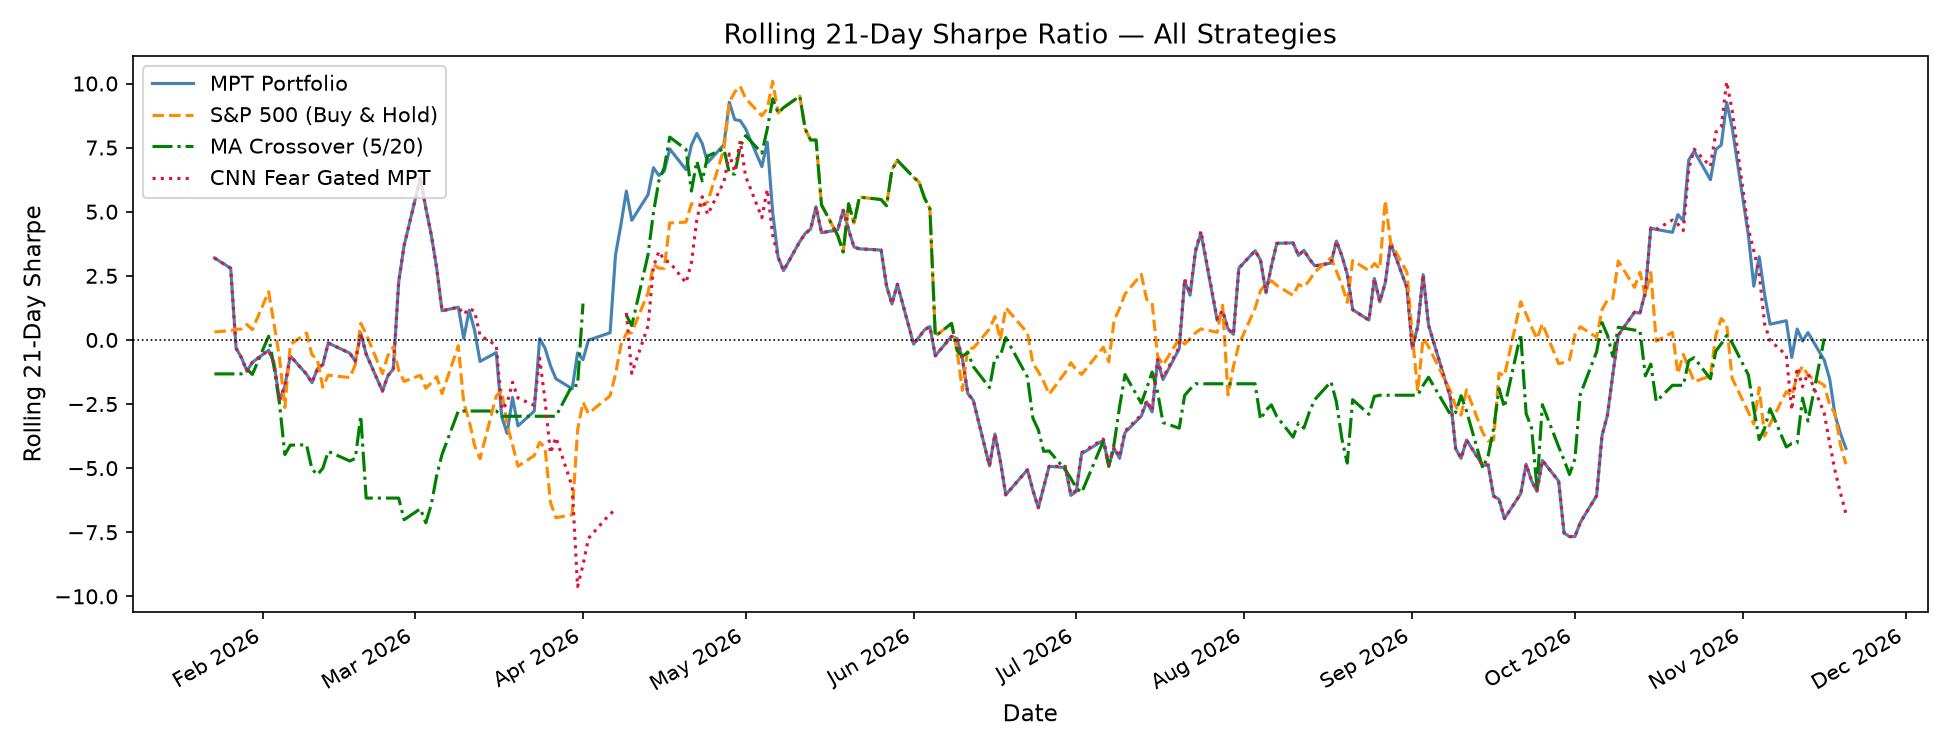 Rolling 21-Day Sharpe Ratio — All Strategies
MPT Portfolio
S&P 500 (Buy & Hold)
MA Crossover (5/20)
CNN Fear Gated MPT
Rolling 21-Day Sharpe
10.0
7.5
5.0
2.5
0.0
−2.5
−5.0
−7.5
−10.0
Feb 2026
Mar 2026
Apr 2026
May 2026
Jun 2026
Jul 2026
Aug 2026
Sep 2026
Oct 2026
Nov 2026
Dec 2026
Date